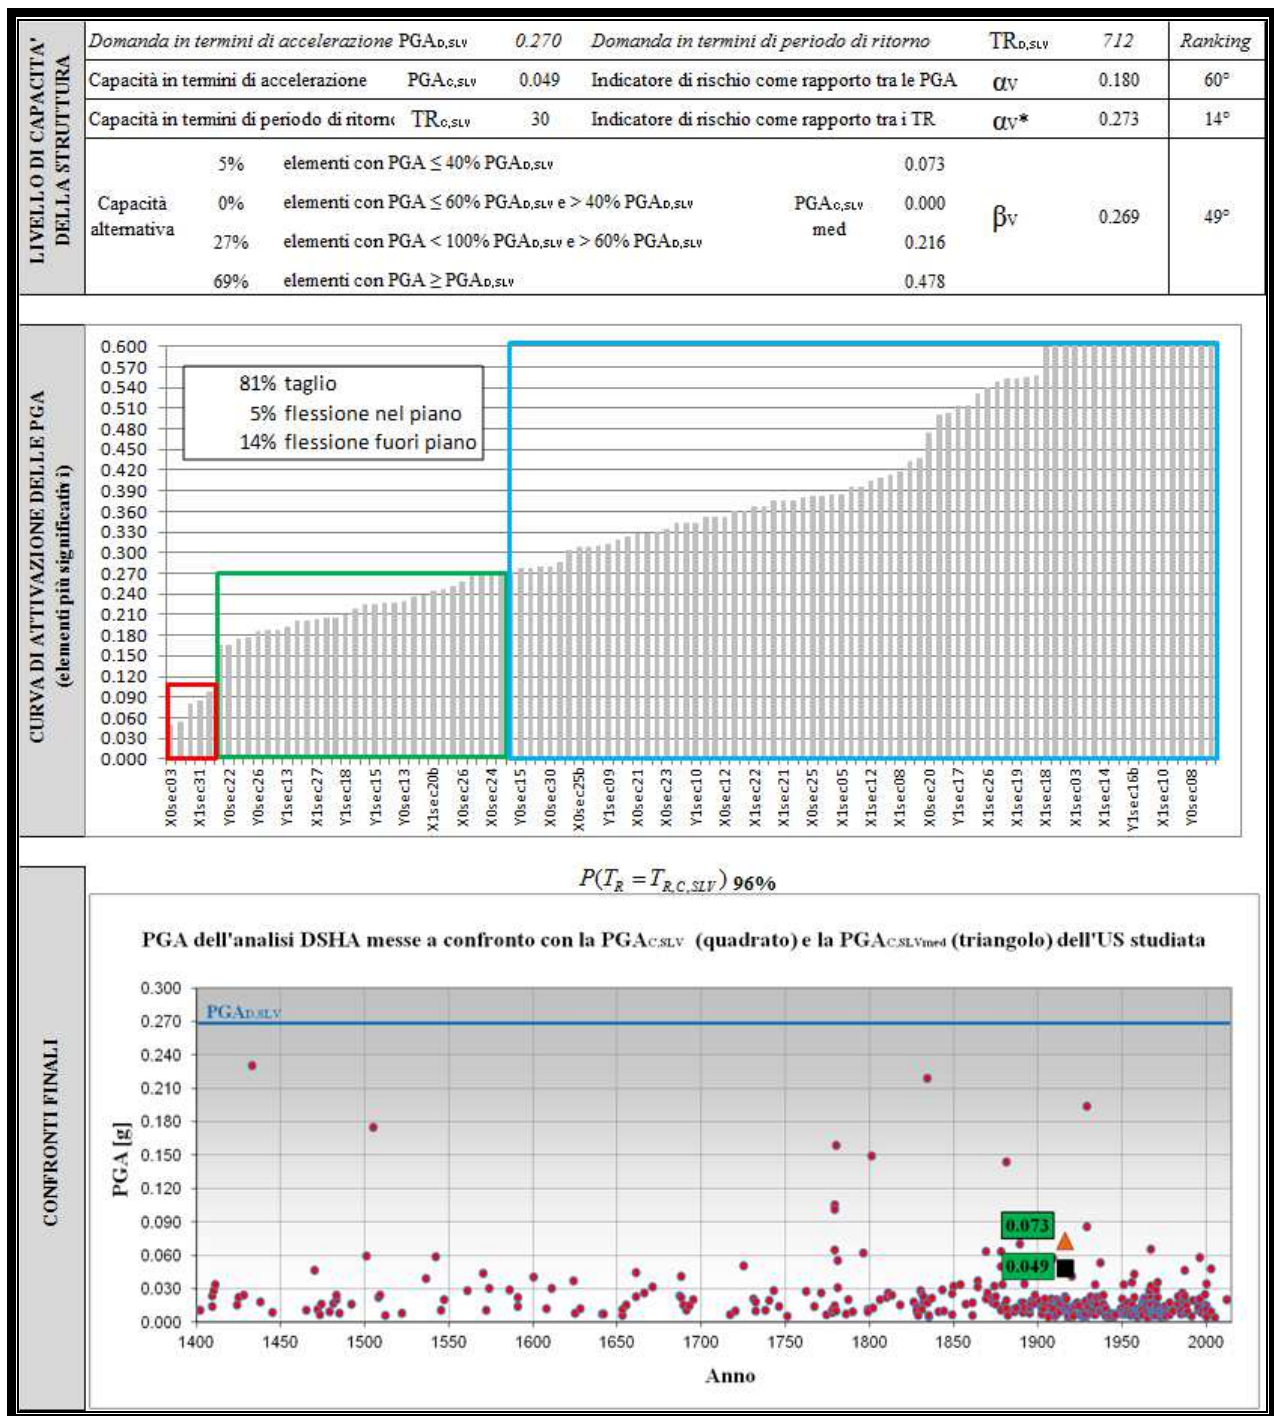 LIVELLO DI CAPACITA'
DELLA STRUTTURA
Domanda in termini di accelerazione PGAD,SLV 0.270 Domanda in termini di periodo di ritorno TRD,SLV 712 Ranking
Capacità in termini di accelerazione PGAC,SLV 0.049 Indicatore di rischio come rapporto tra le PGA αV 0.180 60°
Capacità in termini di periodo di ritorno TRC,SLV 30 Indicatore di rischio come rapporto tra i TR αV* 0.273 14°
Capacità
alternativa
5% elementi con PGA ≤ 40% PGAD,SLV 0.073
0% elementi con PGA ≤ 60% PGAD,SLV e > 40% PGAD,SLV 0.000
27% elementi con PGA < 100% PGAD,SLV e > 60% PGAD,SLV 0.216
69% elementi con PGA ≥ PGAD,SLV 0.478
PGAC,SLV
med
βV 0.269 49°
CURVA DI ATTIVAZIONE DELLE PGA
(elementi più significativi)
0.600
0.570
0.540
0.510
0.480
0.450
0.420
0.390
0.360
0.330
0.300
0.270
0.240
0.210
0.180
0.150
0.120
0.090
0.060
0.030
0.000
81% taglio
5% flessione nel piano
14% flessione fuori piano
X0sec03
X1sec31
Y0sec22
Y0sec26
Y1sec13
X1sec27
Y1sec18
Y1sec15
Y0sec13
X1sec20b
X0sec26
X0sec24
Y0sec15
X0sec30
X0sec25b
Y1sec09
X0sec21
X0sec23
Y1sec10
X0sec12
X1sec22
X1sec21
X0sec25
X1sec05
X1sec12
Y1sec08
X0sec20
Y1sec17
X1sec26
X1sec19
X1sec18
X1sec03
X1sec14
Y1sec16b
X1sec10
Y0sec08
CONFRONTI FINALI
P(TR = TR,C,SLV) 96%
PGA dell'analisi DSHA messe a confronto con la PGAC,SLV (quadrato) e la PGAC,SLVmed (triangolo) dell'US studiata
PGA [g]
0.300
0.270
0.240
0.210
0.180
0.150
0.120
0.090
0.060
0.030
0.000
PGAD,SLV
0.073
0.049
1400 1450 1500 1550 1600 1650 1700 1750 1800 1850 1900 1950 2000
Anno